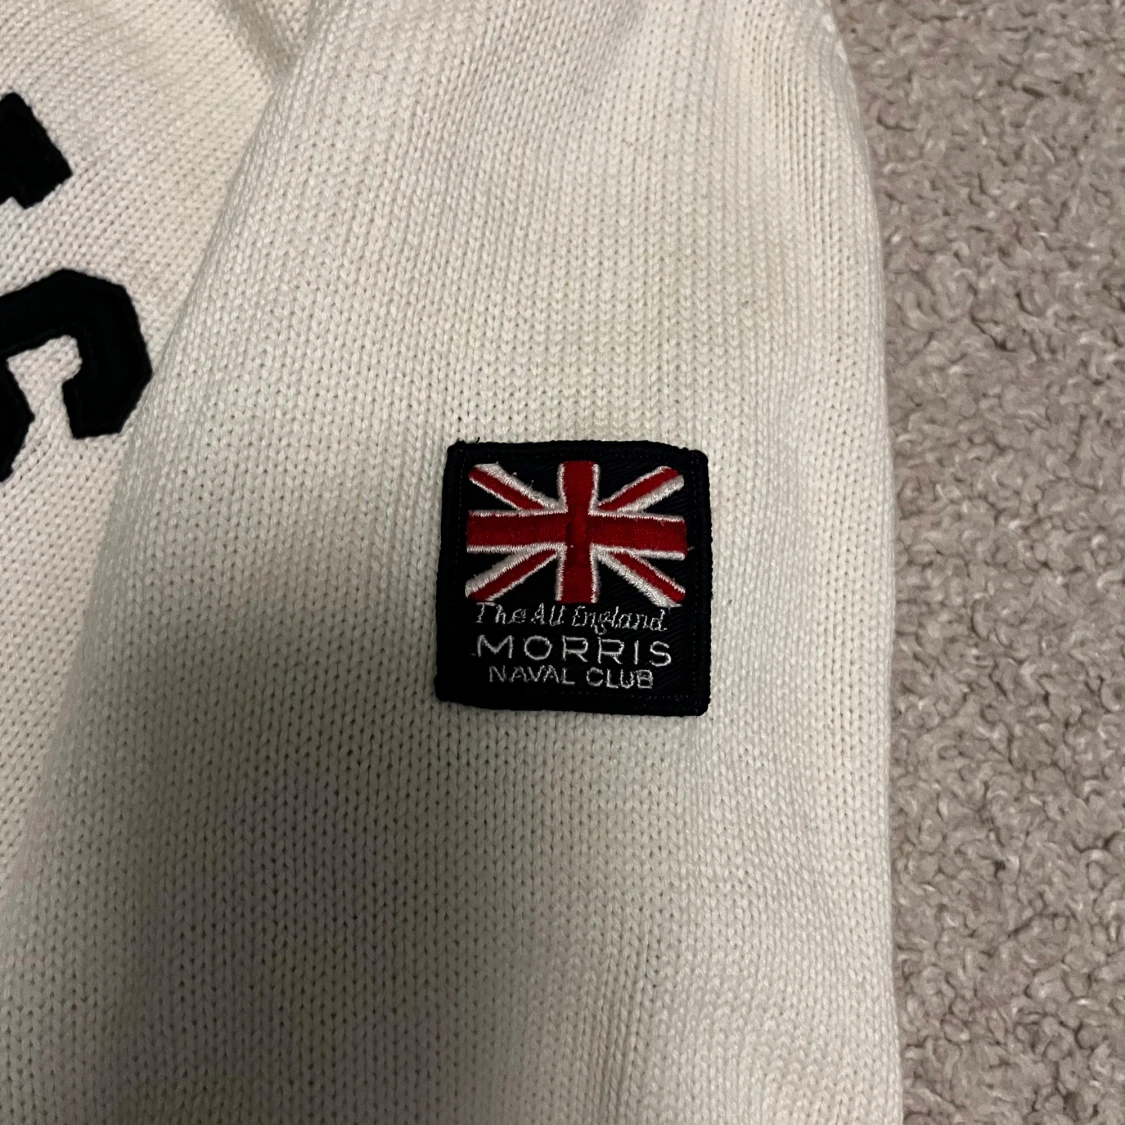 The All England
MORRIS
NAVAL CLUB